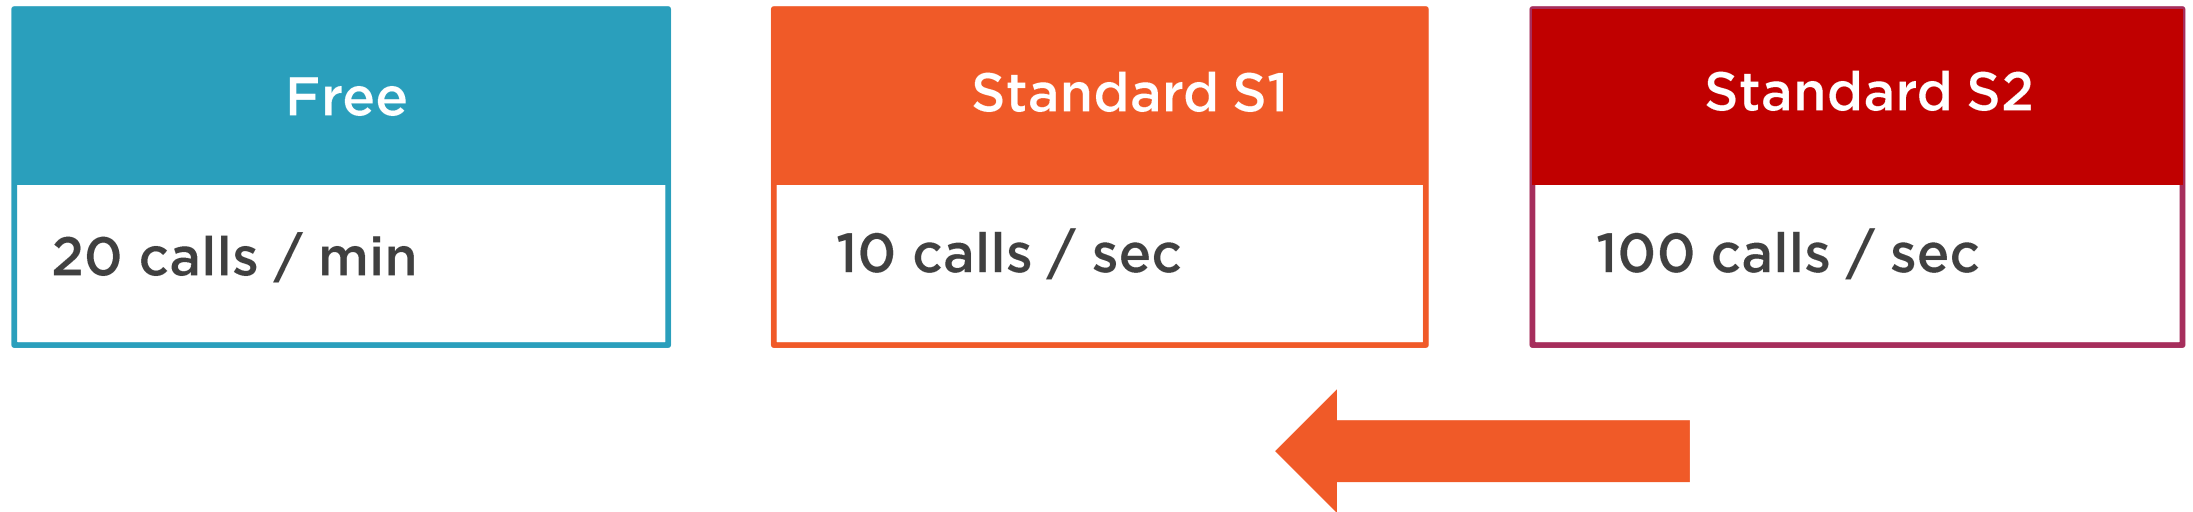 Free
Standard S1
Standard S2
20 calls / min
10 calls / sec
100 calls / sec